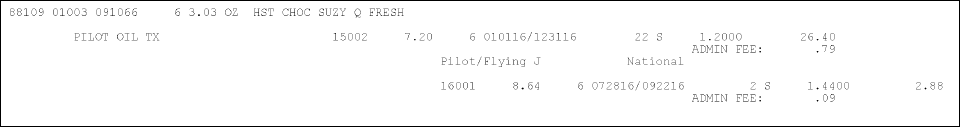 88109 01003 091066 6 3.03 OZ HST CHOC SUZY Q FRESH
PILOT OIL TX 15002 7.20 6 010116/123116 22 S 1.2000 26.40
ADMIN FEE: .79
Pilot/Flying J National
16001 8.64 6 072816/092216 2 S 1.4400 2.88
ADMIN FEE: .09